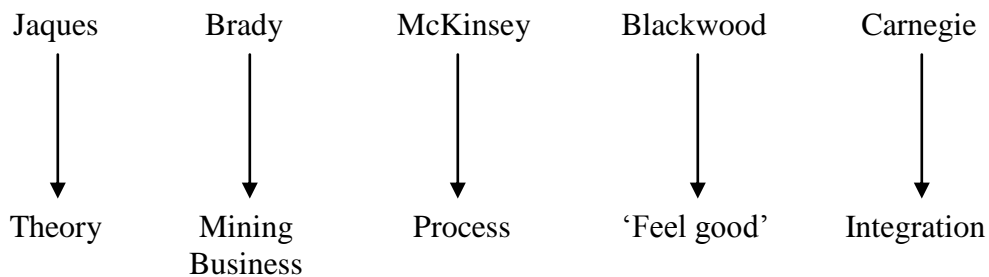 Jaques Brady McKinsey Blackwood Carnegie
Theory Mining Process ‘Feel good’ Integration
Business